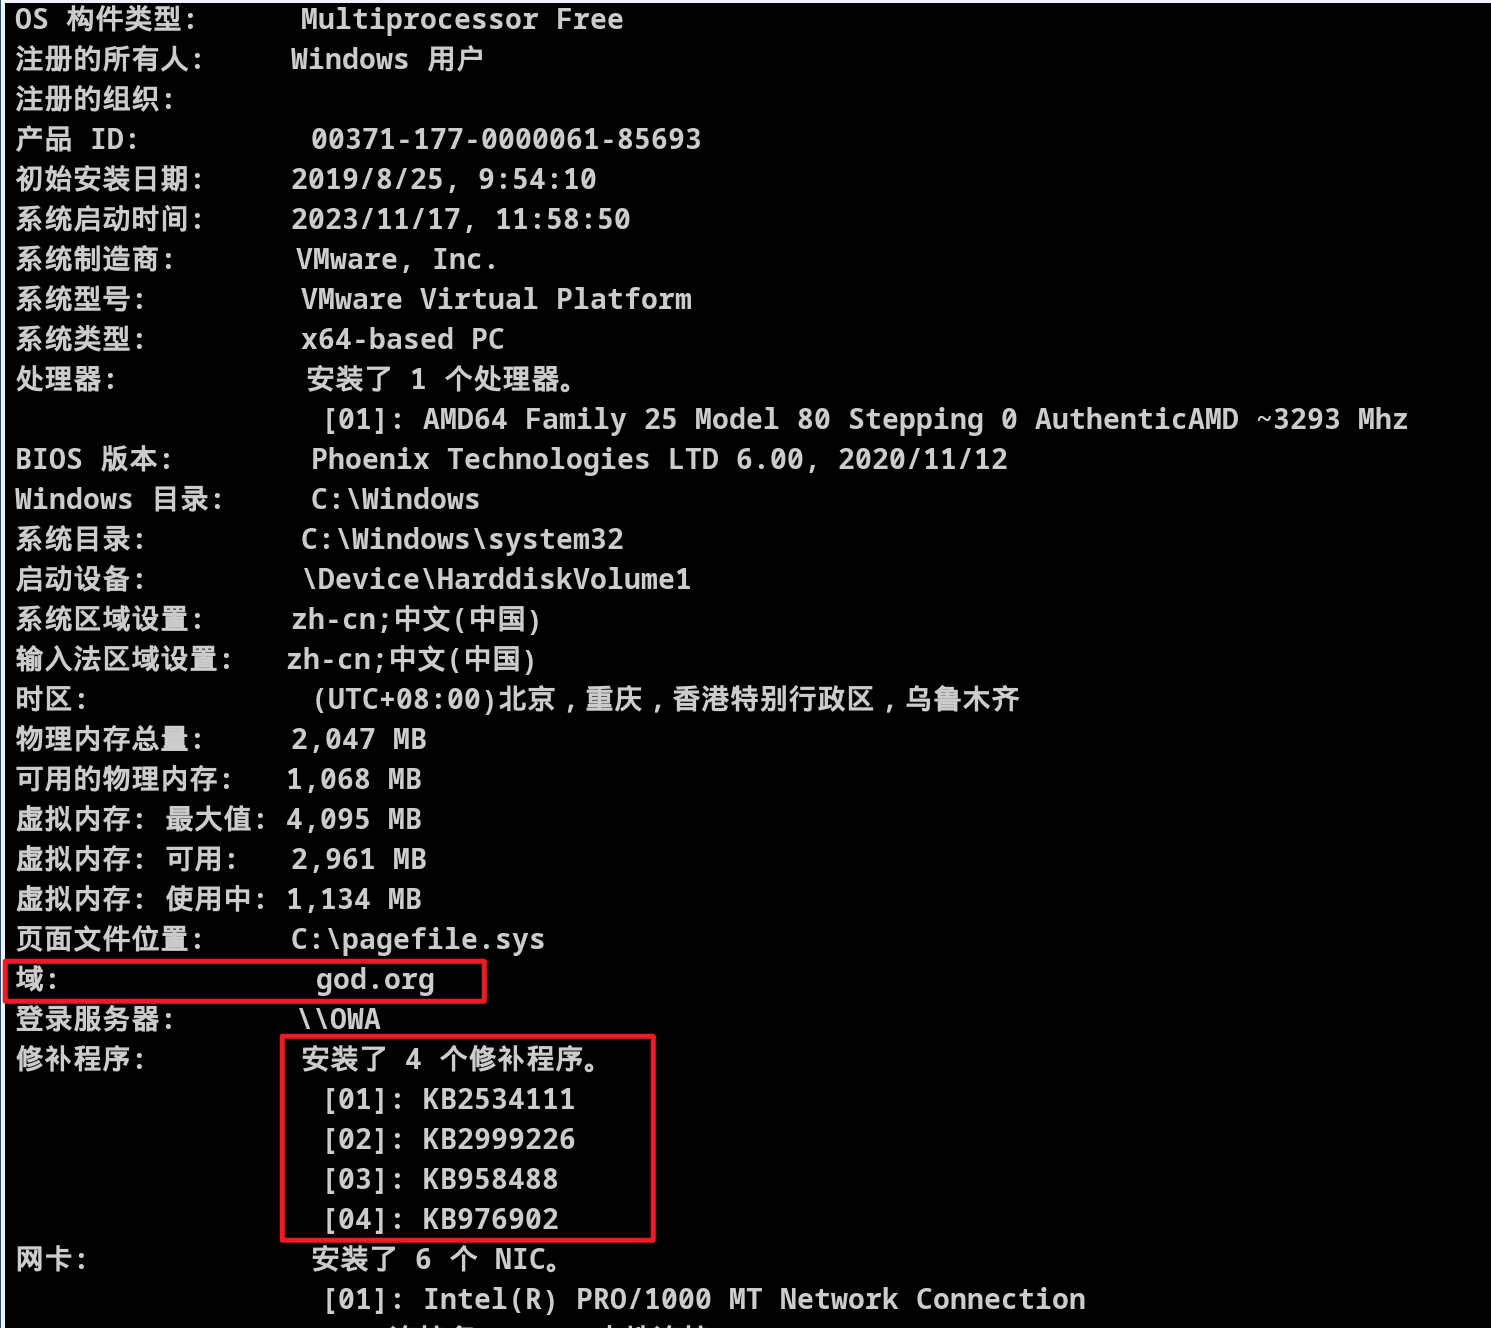 OS 构件类型: Multiprocessor Free
注册的所有人: Windows 用户
注册的组织:
产品 ID: 00371-177-0000061-85693
初始安装日期: 2019/8/25, 9:54:10
系统启动时间: 2023/11/17, 11:58:50
系统制造商: VMware, Inc.
系统型号: VMware Virtual Platform
系统类型: x64-based PC
处理器: 安装了 1 个处理器。
[01]: AMD64 Family 25 Model 80 Stepping 0 AuthenticAMD ~3293 Mhz
BIOS 版本: Phoenix Technologies LTD 6.00, 2020/11/12
Windows 目录: C:\Windows
系统目录: C:\Windows\system32
启动设备: \Device\HarddiskVolume1
系统区域设置: zh-cn;中文(中国)
输入法区域设置: zh-cn;中文(中国)
时区: (UTC+08:00)北京，重庆，香港特别行政区，乌鲁木齐
物理内存总量: 2,047 MB
可用的物理内存: 1,068 MB
虚拟内存: 最大值: 4,095 MB
虚拟内存: 可用: 2,961 MB
虚拟内存: 使用中: 1,134 MB
页面文件位置: C:\pagefile.sys
域: god.org
登录服务器: \\OWA
修补程序: 安装了 4 个修补程序。
[01]: KB2534111
[02]: KB2999226
[03]: KB958488
[04]: KB976902
网卡: 安装了 6 个 NIC。
[01]: Intel(R) PRO/1000 MT Network Connection